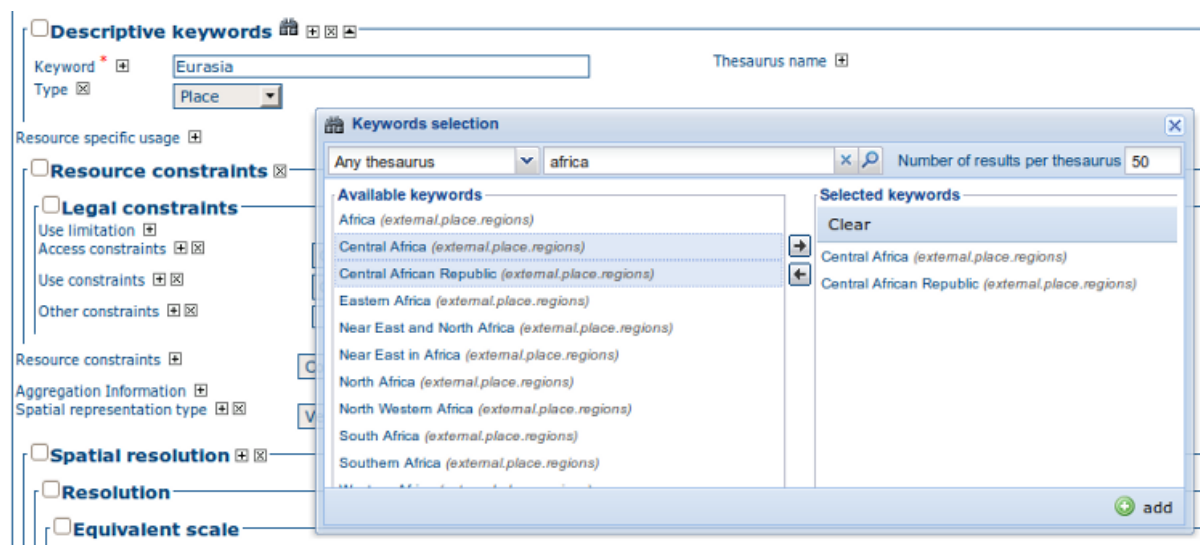 Descriptive keywords
Keyword *
Eurasia
Thesaurus name
Type
Place
Resource specific usage
Resource constraints
Legal constraints
Use limitation
Access constraints
Use constraints
Other constraints
Resource constraints
Aggregation Information
Spatial representation type
Spatial resolution
Resolution
Equivalent scale
Keywords selection
Any thesaurus
africa
Number of results per thesaurus 50
Available keywords
Africa (external.place.regions)
Central Africa (external.place.regions)
Central African Republic (external.place.regions)
Eastern Africa (external.place.regions)
Near East and North Africa (external.place.regions)
Near East in Africa (external.place.regions)
North Africa (external.place.regions)
North Western Africa (external.place.regions)
South Africa (external.place.regions)
Southern Africa (external.place.regions)
Selected keywords
Clear
Central Africa (external.place.regions)
Central African Republic (external.place.regions)
add